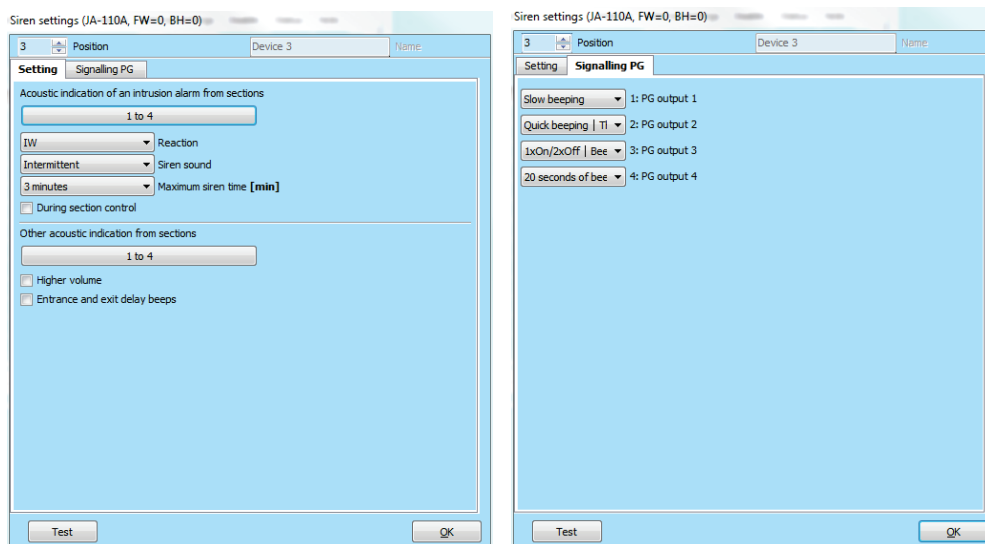 Siren settings (JA-110A, FW=0, BH=0)
3 Position Device 3 Name
Setting Signalling PG
Acoustic indication of an intrusion alarm from sections
1 to 4
IW Reaction
Intermittent Siren sound
3 minutes Maximum siren time [min]
During section control
Other acoustic indication from sections
1 to 4
Higher volume
Entrance and exit delay beeps
Test OK
Siren settings (JA-110A, FW=0, BH=0)
3 Position Device 3 Name
Setting Signalling PG
Slow beeping 1: PG output 1
Quick beeping | Tl 2: PG output 2
1xOn/2xOff | Bee 3: PG output 3
20 seconds of bee 4: PG output 4
Test OK